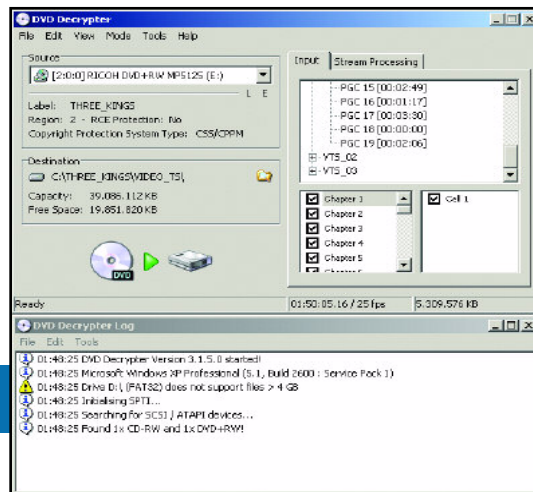 DVD Decrypter
File Edit View Mode Tools Help
Source
[2:0:0] RICOH DVD+RW MP5125 (E:)
L E
Label: THREE_KINGS
Region: 2 - RCE Protection: No
Copyright Protection System Type: CSS/CPPM
Destination
C:\THREE_KINGS\VIDEO_TS\
Capacity: 39.086.112 KB
Free Space: 19.851.820 KB
DVD
Input
Stream Processing
PGC 15 [00:02:49]
PGC 16 [00:01:17]
PGC 17 [00:03:30]
PGC 18 [00:00:00]
PGC 19 [00:02:06]
VTS_02
VTS_03
Chapter 1
Chapter 2
Chapter 3
Chapter 4
Chapter 5
Cell 1
Ready
01:50:05.16 / 25 fps
5.309.576 KB
DVD Decrypter Log
File Edit Tools
01:48:25 DVD Decrypter Version 3.1.5.0 started!
01:48:25 Microsoft Windows XP Professional (5.1, Build 2600 : Service Pack 1)
01:48:25 Drive D:\ (FAT32) does not support files > 4 GB
01:48:25 Initialising SPTI...
01:48:25 Searching for SCSI / ATAPI devices...
01:48:25 Found 1x CD-RW and 1x DVD+RW!